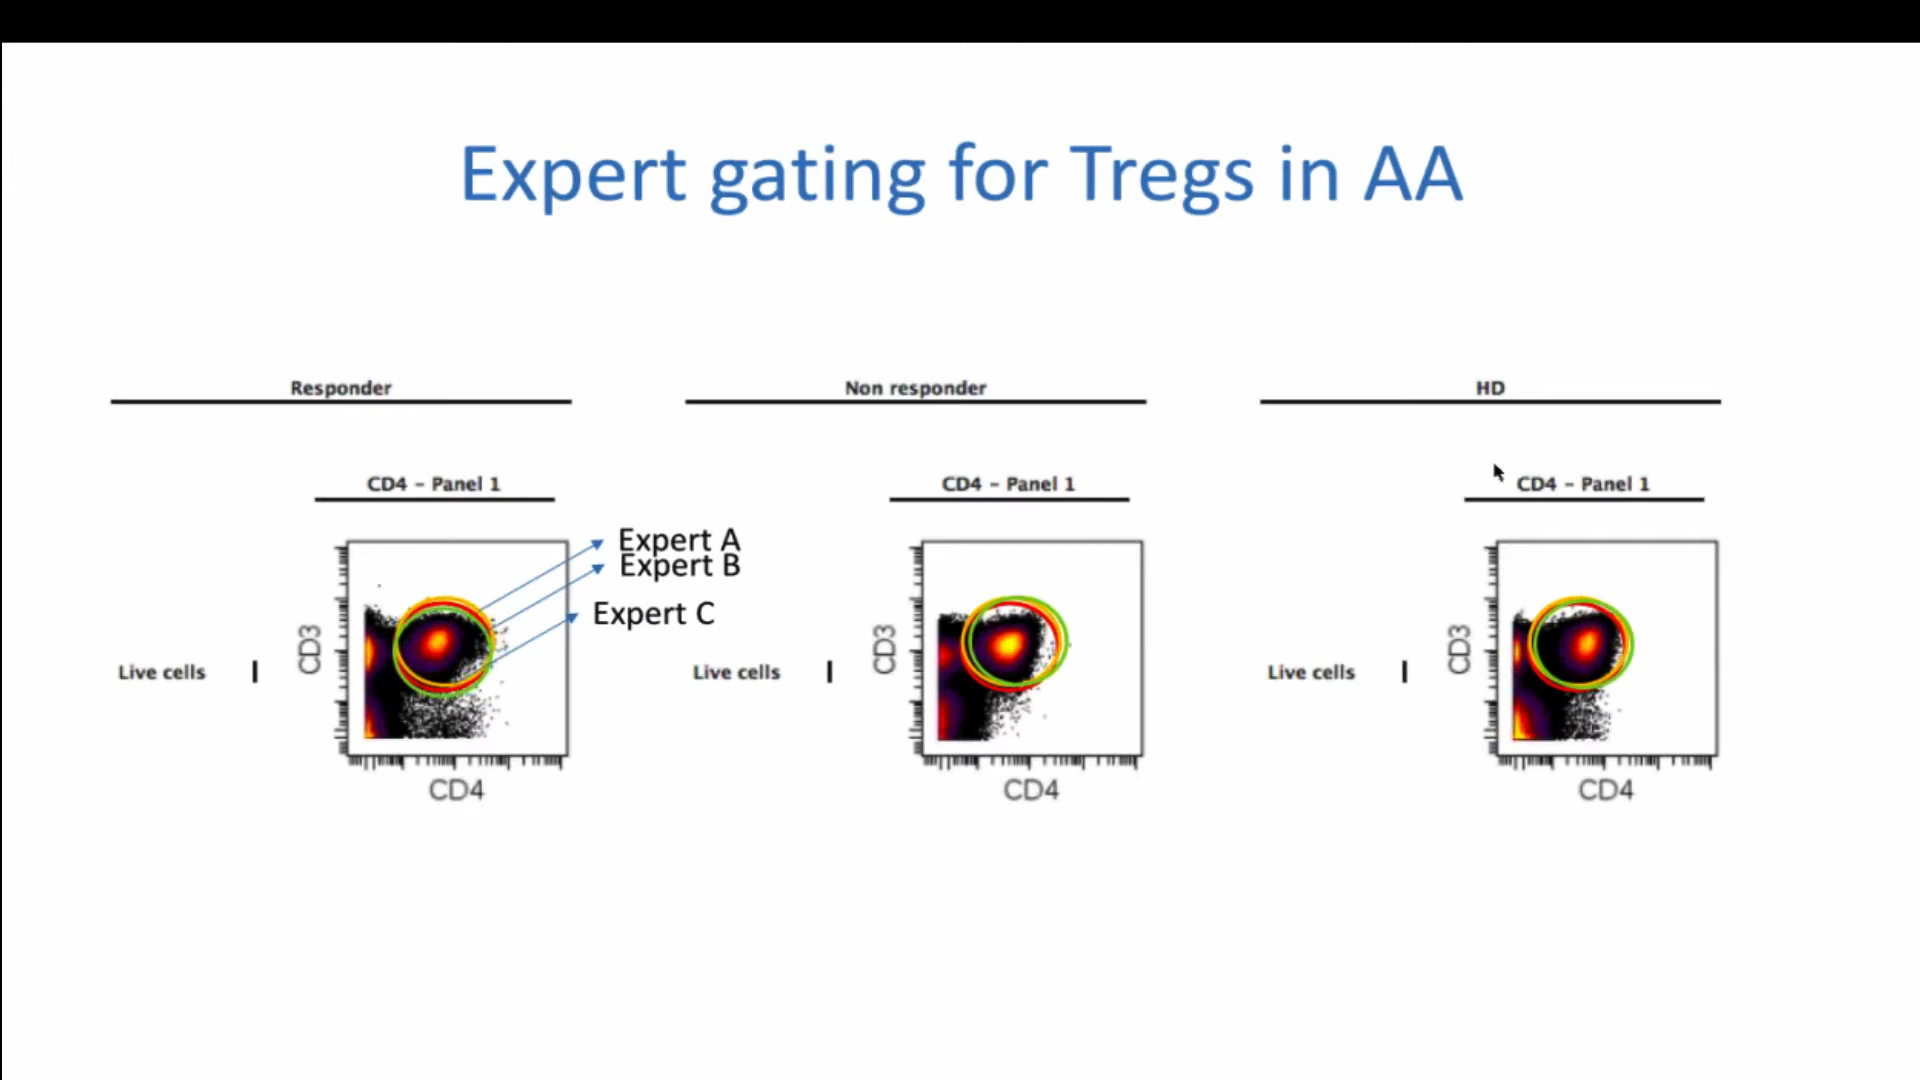 Expert gating for Tregs in AA
Responder
Non responder
HD
CD4 – Panel 1
CD4 – Panel 1
CD4 – Panel 1
Expert A
Expert B
Expert C
CD3
CD3
CD3
Live cells
Live cells
Live cells
CD4
CD4
CD4